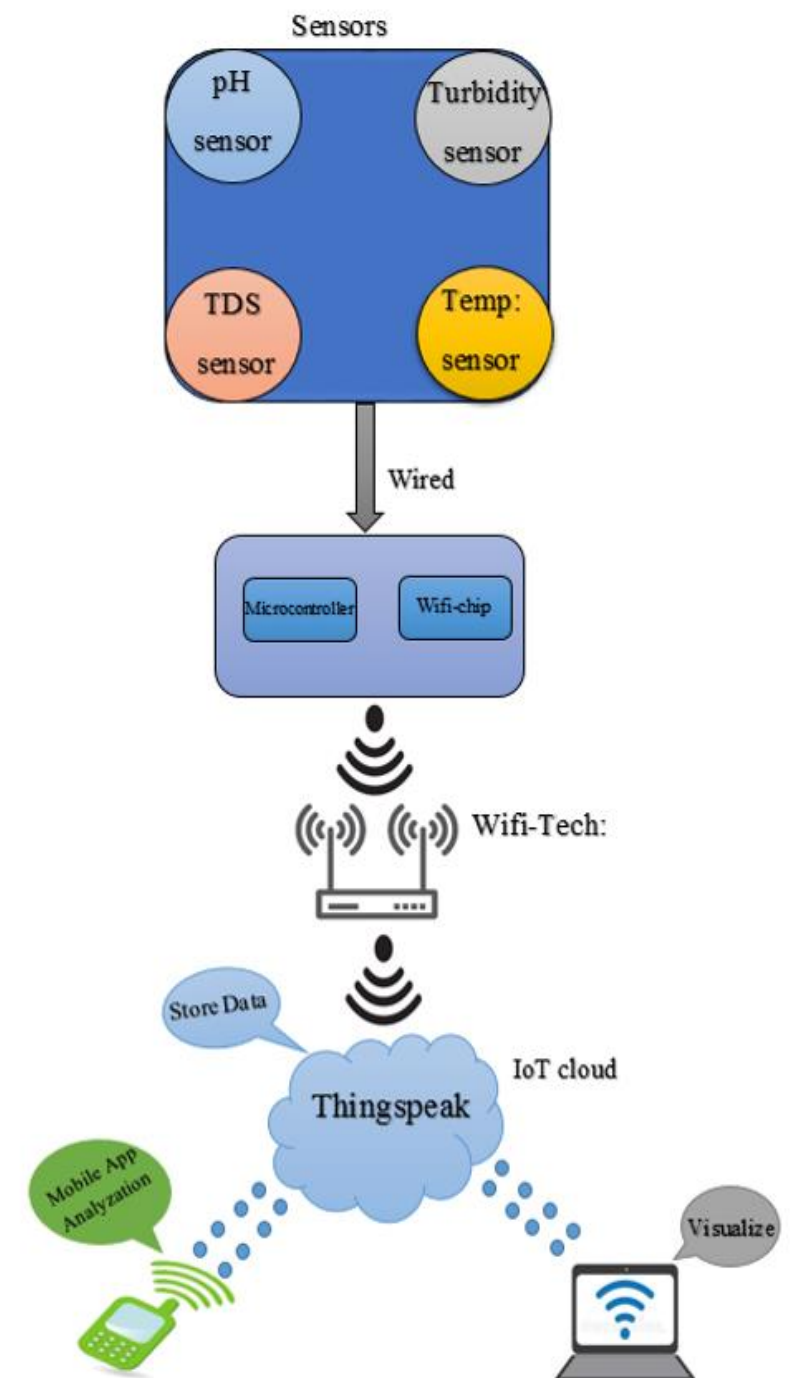 Sensors
pH
sensor
Turbidity
sensor
TDS
sensor
Temp:
sensor
Wired
Microcontroller
Wifi-chip
Wifi-Tech:
Store Data
IoT cloud
Thingspeak
Mobile App
Analyzation
Visualize